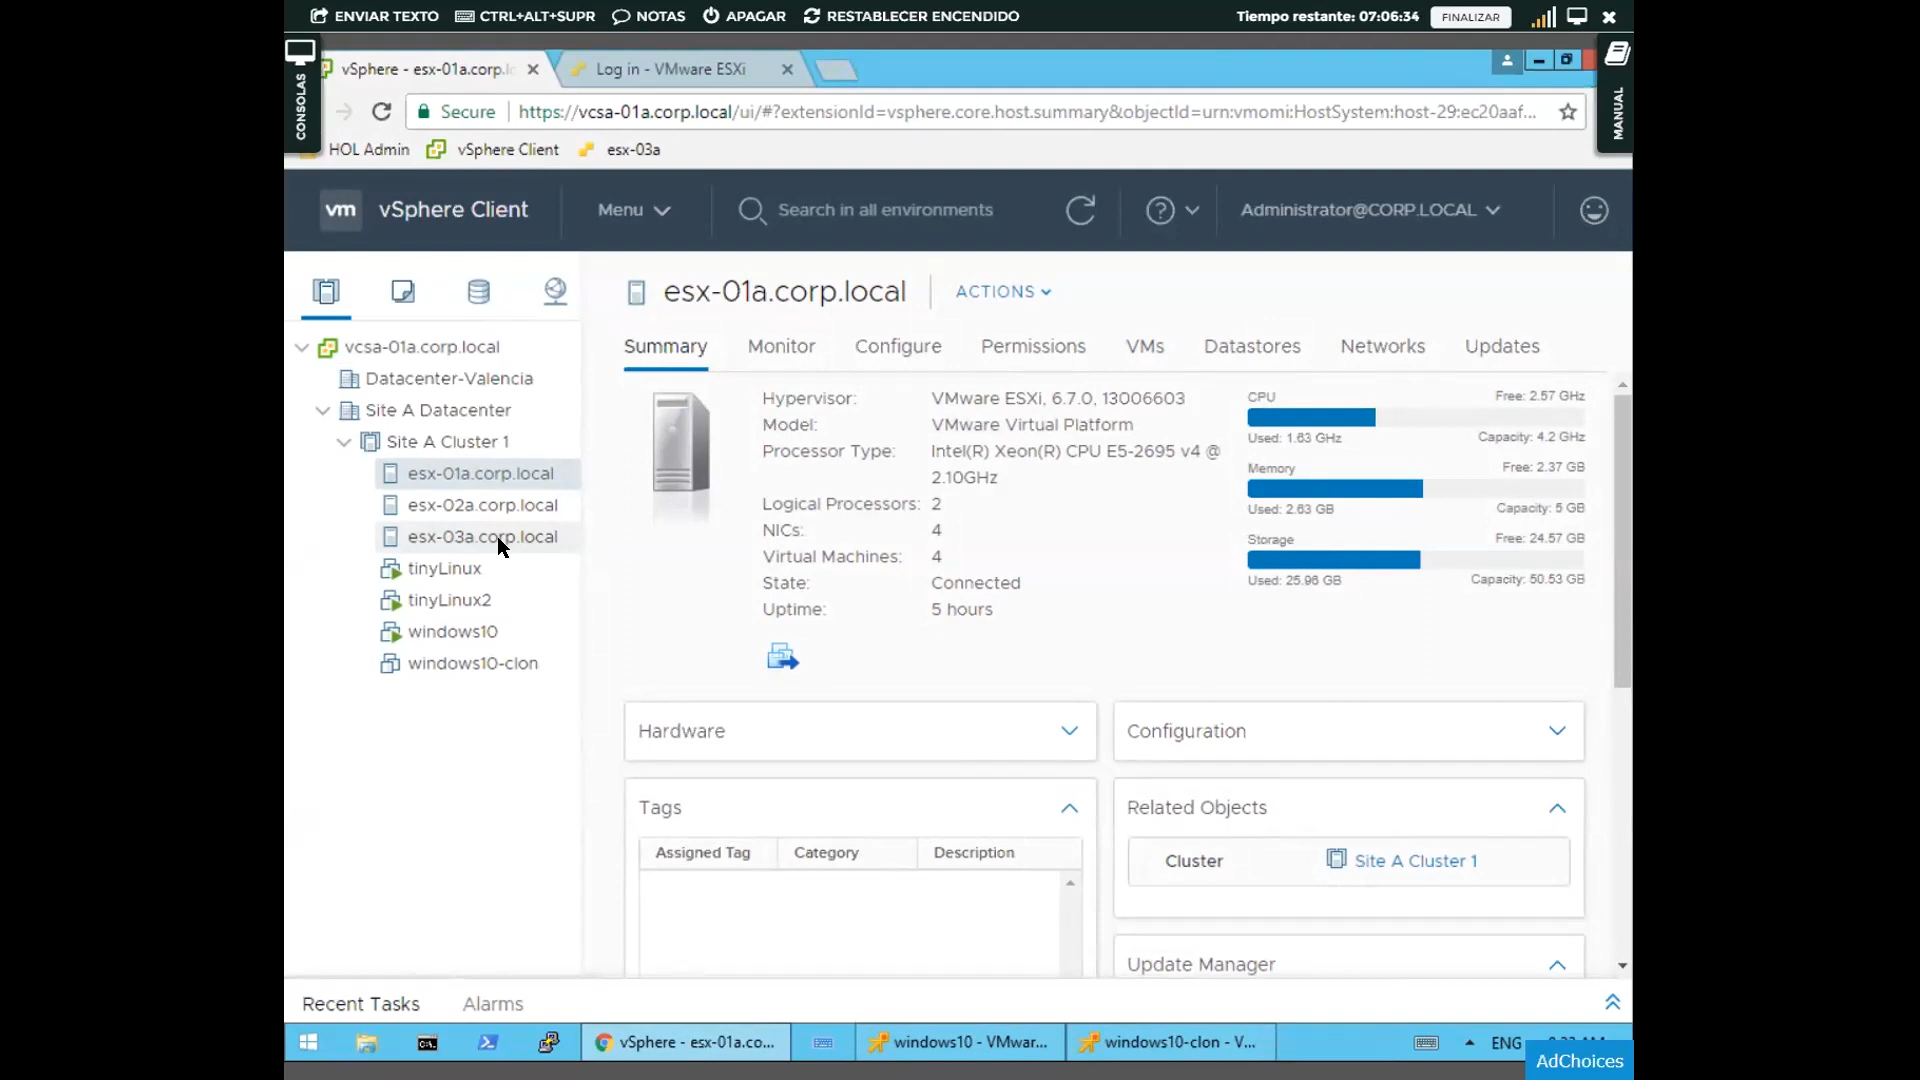 ENVIAR TEXTO CTRL+ALT+SUPR NOTAS APAGAR RESTABLECER ENCENDIDO Tiempo restante: 07:06:34 FINALIZAR
CONSOLAS
MANUAL
vSphere - esx-01a.corp.lo Log in - VMware ESXi
Secure https://vcsa-01a.corp.local/ui/#?extensionId=vsphere.core.host.summary&objectId=urn:vmomi:HostSystem:host-29:ec20aaf...
HOL Admin vSphere Client esx-03a
vm vSphere Client Menu Search in all environments Administrator@CORP.LOCAL
esx-01a.corp.local ACTIONS
Summary Monitor Configure Permissions VMs Datastores Networks Updates
vcsa-01a.corp.local
Datacenter-Valencia
Site A Datacenter
Site A Cluster 1
esx-01a.corp.local
esx-02a.corp.local
esx-03a.corp.local
tinyLinux
tinyLinux2
windows10
windows10-clon
Hypervisor: VMware ESXi, 6.7.0, 13006603
Model: VMware Virtual Platform
Processor Type: Intel(R) Xeon(R) CPU E5-2695 v4 @
2.10GHz
Logical Processors: 2
NICs: 4
Virtual Machines: 4
State: Connected
Uptime: 5 hours
CPU Free: 2.57 GHz
Used: 1.63 GHz Capacity: 4.2 GHz
Memory Free: 2.37 GB
Used: 2.63 GB Capacity: 5 GB
Storage Free: 24.57 GB
Used: 25.96 GB Capacity: 50.53 GB
Hardware
Configuration
Tags
Assigned Tag Category Description
Related Objects
Cluster Site A Cluster 1
Update Manager
Recent Tasks Alarms
vSphere - esx-01a.co... windows10 - VMwar... windows10-clon - V... ENG
AdChoices